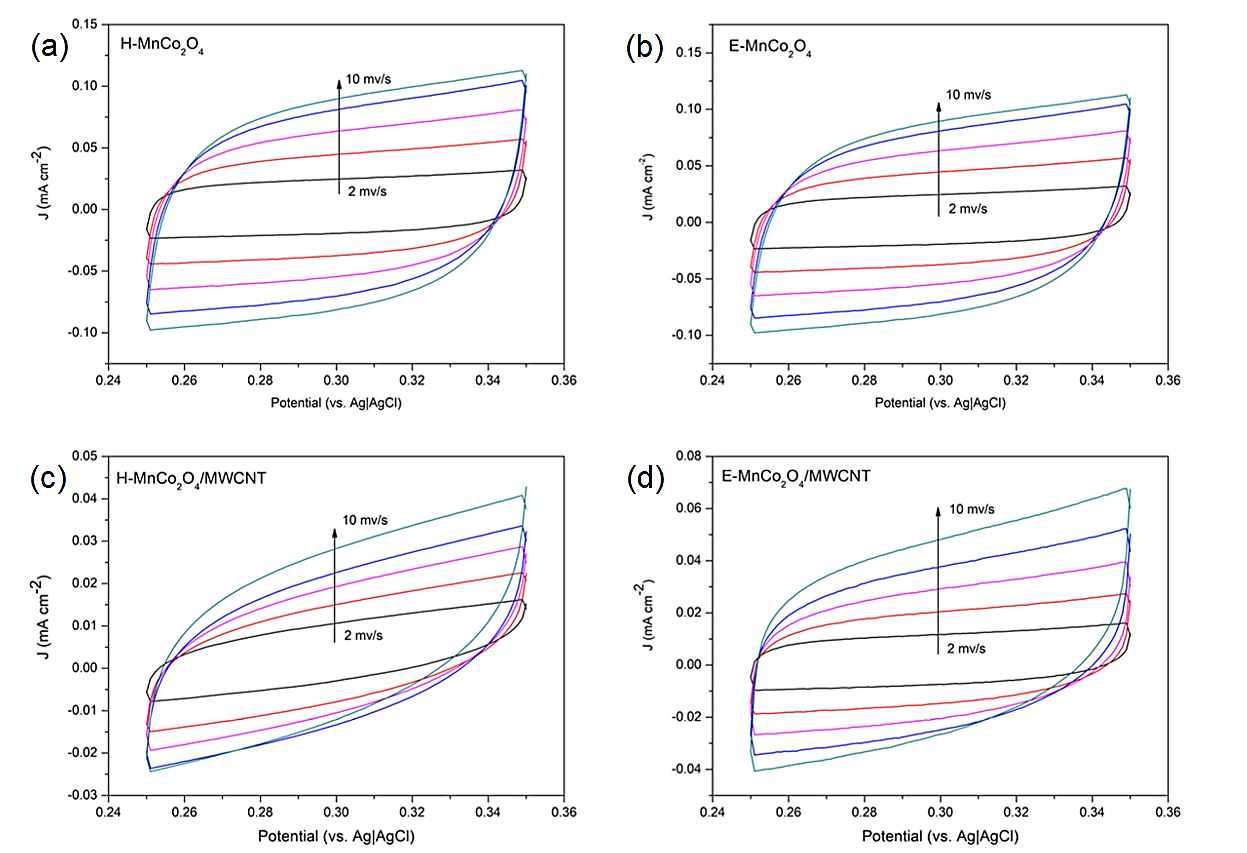 (a)
H-MnCo₂O₄
10 mv/s
2 mv/s
J (mA cm⁻²)
0.15
0.10
0.05
0.00
-0.05
-0.10
0.24 0.26 0.28 0.30 0.32 0.34 0.36
Potential (vs. Ag|AgCl)
(b)
E-MnCo₂O₄
10 mv/s
2 mv/s
J (mA cm⁻²)
0.15
0.10
0.05
0.00
-0.05
-0.10
0.24 0.26 0.28 0.30 0.32 0.34 0.36
Potential (vs. Ag|AgCl)
(c)
H-MnCo₂O₄/MWCNT
10 mv/s
2 mv/s
J (mA cm⁻²)
0.05
0.04
0.03
0.02
0.01
0.00
-0.01
-0.02
-0.03
0.24 0.26 0.28 0.30 0.32 0.34 0.36
Potential (vs. Ag|AgCl)
(d)
E-MnCo₂O₄/MWCNT
10 mv/s
2 mv/s
J (mA cm⁻²)
0.08
0.06
0.04
0.02
0.00
-0.02
-0.04
0.24 0.26 0.28 0.30 0.32 0.34 0.36
Potential (vs. Ag|AgCl)